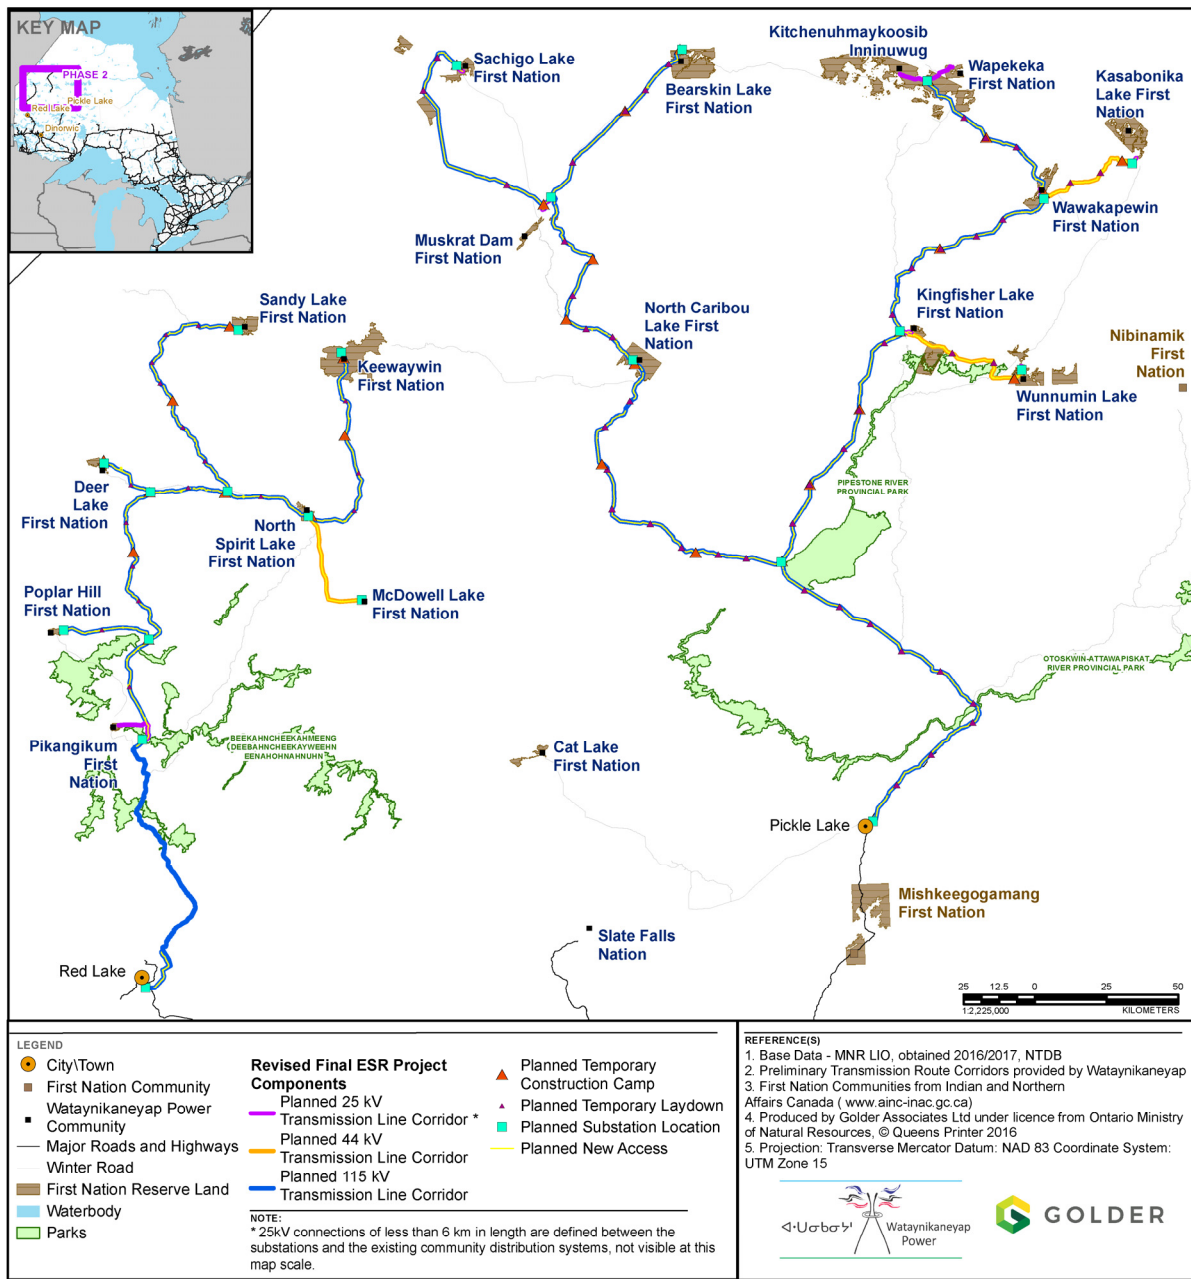 KEY MAP
PHASE 2
Pickle Lake
Red Lake
Dinorwic
Sachigo Lake
First Nation
Bearskin Lake
First Nation
Kitchenuhmaykoosib
Inninuwug
Wapekeka
First Nation
Kasabonika
Lake First
Nation
Muskrat Dam
First Nation
Wawakapewin
First Nation
Sandy Lake
First Nation
Keewaywin
First Nation
North Caribou
Lake First
Nation
Kingfisher Lake
First Nation
Nibinamik
First
Nation
Wunnumin Lake
First Nation
Deer
Lake
First Nation
North
Spirit Lake
First Nation
PIPESTONE RIVER
PROVINCIAL PARK
Poplar Hill
First Nation
McDowell Lake
First Nation
OTOSKWIN-ATTAWAPISKAT
RIVER PROVINCIAL PARK
Pikangikum
First
Nation
BEEKAHNCHEEKAHMEENG
(DEEBAHNCHEEKAYWEEHN
EENAHOHNAHNUHN
Cat Lake
First Nation
Pickle Lake
Mishkeegogamang
First Nation
Slate Falls
Nation
Red Lake
25 12.5 0 25 50
1:2,225,000 KILOMETERS
LEGEND
City\Town
First Nation Community
Wataynikaneyap Power
Community
Major Roads and Highways
Winter Road
First Nation Reserve Land
Waterbody
Parks
Revised Final ESR Project
Components
Planned 25 kV
Transmission Line Corridor *
Planned 44 kV
Transmission Line Corridor
Planned 115 kV
Transmission Line Corridor
Planned Temporary
Construction Camp
Planned Temporary Laydown
Planned Substation Location
Planned New Access
NOTE:
* 25kV connections of less than 6 km in length are defined between the
substations and the existing community distribution systems, not visible at this
map scale.
REFERENCE(S)
1. Base Data - MNR LIO, obtained 2016/2017, NTDB
2. Preliminary Transmission Route Corridors provided by Wataynikaneyap
3. First Nation Communities from Indian and Northern
Affairs Canada ( www.ainc-inac.gc.ca)
4. Produced by Golder Associates Ltd under licence from Ontario Ministry
of Natural Resources, © Queens Printer 2016
5. Projection: Transverse Mercator Datum: NAD 83 Coordinate System:
UTM Zone 15
ᐊ·ᑌᓂᑲᓀᔭᑊ
Wataynikaneyap
Power
GOLDER